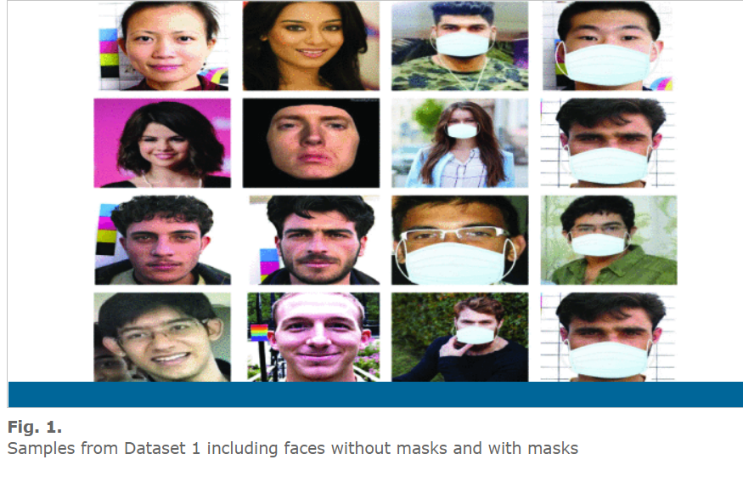 Fig. 1.
Samples from Dataset 1 including faces without masks and with masks